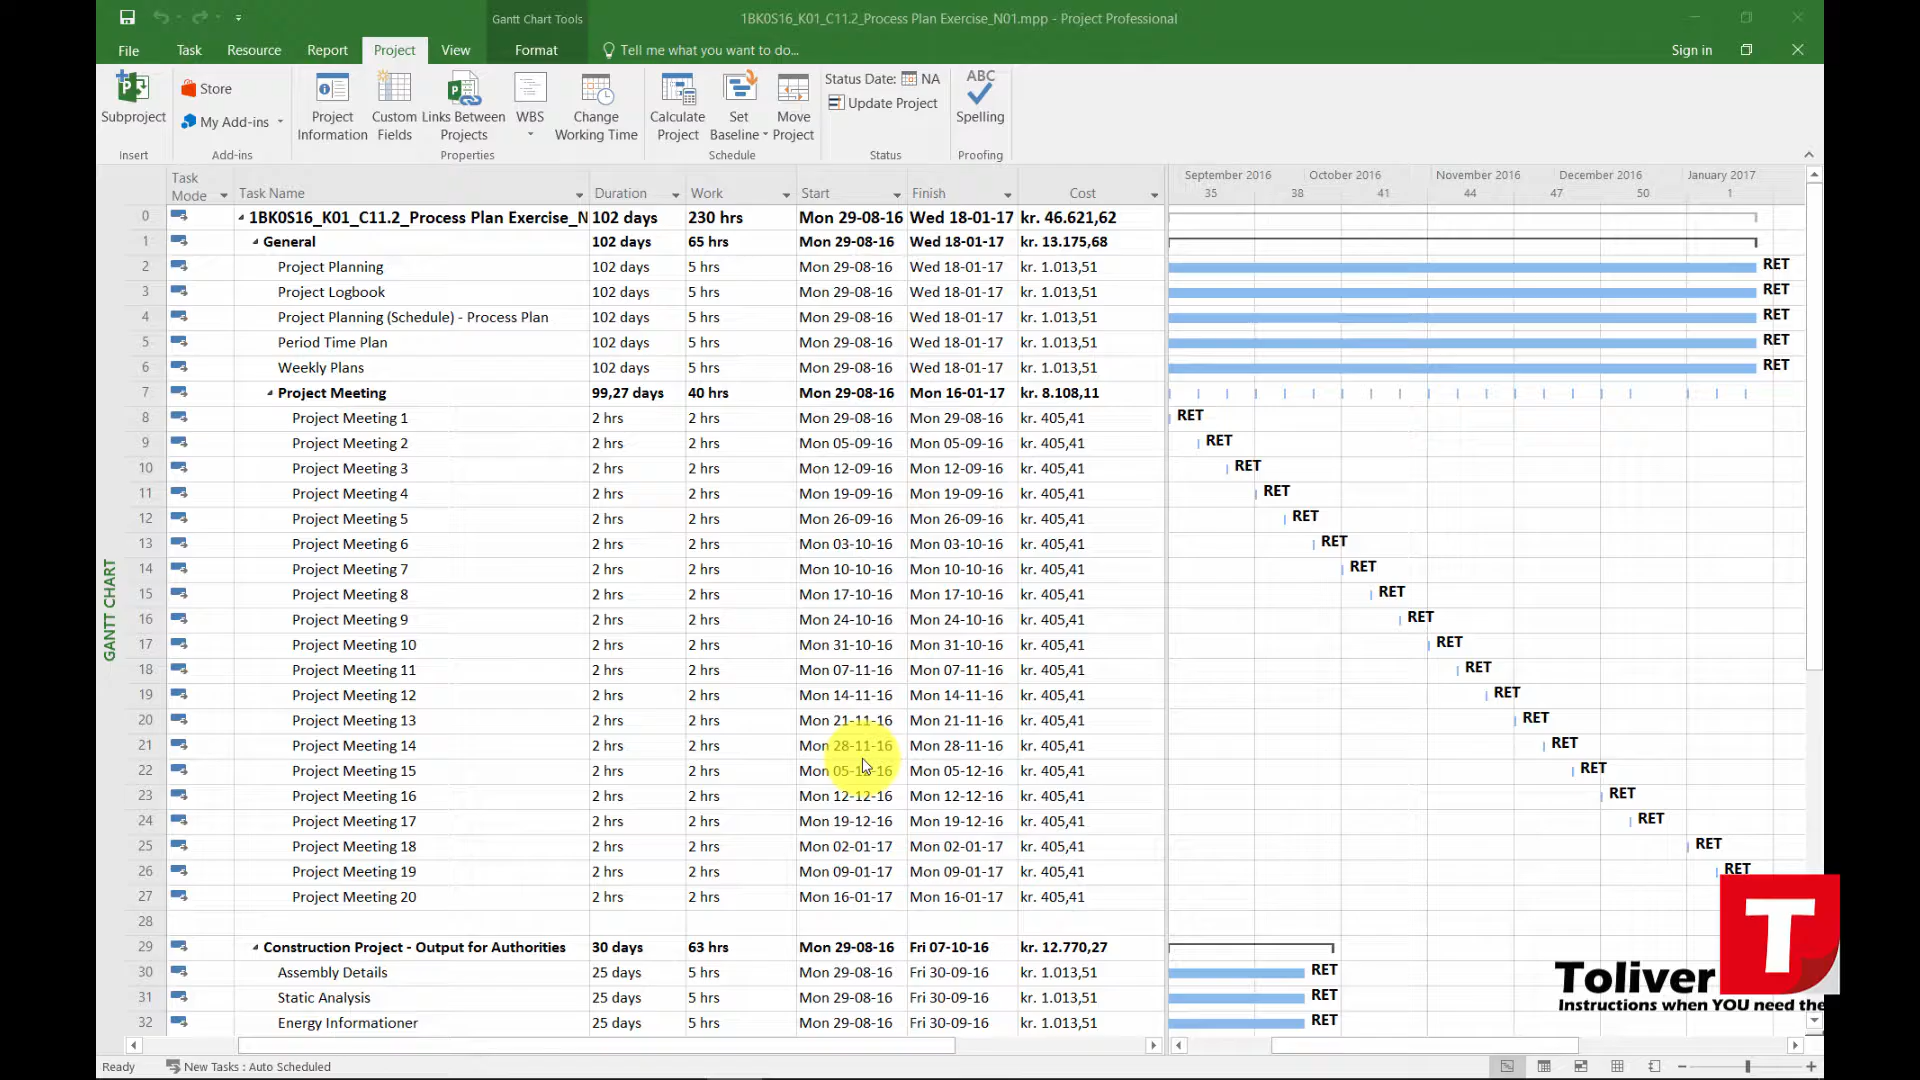 Gantt Chart Tools
1BK0S16_K01_C11.2_Process Plan Exercise_N01.mpp - Project Professional
File Task Resource Report Project View Format Tell me what you want to do... Sign in
Subproject
Store
My Add-ins
Project Information
Custom Fields
Links Between Projects
WBS
Change Working Time
Calculate Project
Set Baseline
Move Project
Status Date: NA
Update Project
ABC
Spelling
Insert Add-ins Properties Schedule Status Proofing
Task Mode Task Name Duration Work Start Finish Cost
September 2016 October 2016 November 2016 December 2016 January 2017
35 38 41 44 47 50 1
0 1BK0S16_K01_C11.2_Process Plan Exercise_N 102 days 230 hrs Mon 29-08-16 Wed 18-01-17 kr. 46.621,62
1 General 102 days 65 hrs Mon 29-08-16 Wed 18-01-17 kr. 13.175,68
2 Project Planning 102 days 5 hrs Mon 29-08-16 Wed 18-01-17 kr. 1.013,51 RET
3 Project Logbook 102 days 5 hrs Mon 29-08-16 Wed 18-01-17 kr. 1.013,51 RET
4 Project Planning (Schedule) - Process Plan 102 days 5 hrs Mon 29-08-16 Wed 18-01-17 kr. 1.013,51 RET
5 Period Time Plan 102 days 5 hrs Mon 29-08-16 Wed 18-01-17 kr. 1.013,51 RET
6 Weekly Plans 102 days 5 hrs Mon 29-08-16 Wed 18-01-17 kr. 1.013,51 RET
7 Project Meeting 99,27 days 40 hrs Mon 29-08-16 Mon 16-01-17 kr. 8.108,11
8 Project Meeting 1 2 hrs 2 hrs Mon 29-08-16 Mon 29-08-16 kr. 405,41 RET
9 Project Meeting 2 2 hrs 2 hrs Mon 05-09-16 Mon 05-09-16 kr. 405,41 RET
10 Project Meeting 3 2 hrs 2 hrs Mon 12-09-16 Mon 12-09-16 kr. 405,41 RET
11 Project Meeting 4 2 hrs 2 hrs Mon 19-09-16 Mon 19-09-16 kr. 405,41 RET
12 Project Meeting 5 2 hrs 2 hrs Mon 26-09-16 Mon 26-09-16 kr. 405,41 RET
13 Project Meeting 6 2 hrs 2 hrs Mon 03-10-16 Mon 03-10-16 kr. 405,41 RET
14 Project Meeting 7 2 hrs 2 hrs Mon 10-10-16 Mon 10-10-16 kr. 405,41 RET
15 Project Meeting 8 2 hrs 2 hrs Mon 17-10-16 Mon 17-10-16 kr. 405,41 RET
16 Project Meeting 9 2 hrs 2 hrs Mon 24-10-16 Mon 24-10-16 kr. 405,41 RET
17 Project Meeting 10 2 hrs 2 hrs Mon 31-10-16 Mon 31-10-16 kr. 405,41 RET
18 Project Meeting 11 2 hrs 2 hrs Mon 07-11-16 Mon 07-11-16 kr. 405,41 RET
19 Project Meeting 12 2 hrs 2 hrs Mon 14-11-16 Mon 14-11-16 kr. 405,41 RET
20 Project Meeting 13 2 hrs 2 hrs Mon 21-11-16 Mon 21-11-16 kr. 405,41 RET
21 Project Meeting 14 2 hrs 2 hrs Mon 28-11-16 Mon 28-11-16 kr. 405,41 RET
22 Project Meeting 15 2 hrs 2 hrs Mon 05-12-16 Mon 05-12-16 kr. 405,41 RET
23 Project Meeting 16 2 hrs 2 hrs Mon 12-12-16 Mon 12-12-16 kr. 405,41 RET
24 Project Meeting 17 2 hrs 2 hrs Mon 19-12-16 Mon 19-12-16 kr. 405,41 RET
25 Project Meeting 18 2 hrs 2 hrs Mon 02-01-17 Mon 02-01-17 kr. 405,41 RET
26 Project Meeting 19 2 hrs 2 hrs Mon 09-01-17 Mon 09-01-17 kr. 405,41 RET
27 Project Meeting 20 2 hrs 2 hrs Mon 16-01-17 Mon 16-01-17 kr. 405,41
28
29 Construction Project - Output for Authorities 30 days 63 hrs Mon 29-08-16 Fri 07-10-16 kr. 12.770,27
30 Assembly Details 25 days 5 hrs Mon 29-08-16 Fri 30-09-16 kr. 1.013,51 RET
31 Static Analysis 25 days 5 hrs Mon 29-08-16 Fri 30-09-16 kr. 1.013,51 RET
32 Energy Informationer 25 days 5 hrs Mon 29-08-16 Fri 30-09-16 kr. 1.013,51 RET
GANTT CHART
T
Toliver
Instructions when YOU need the
Ready New Tasks : Auto Scheduled